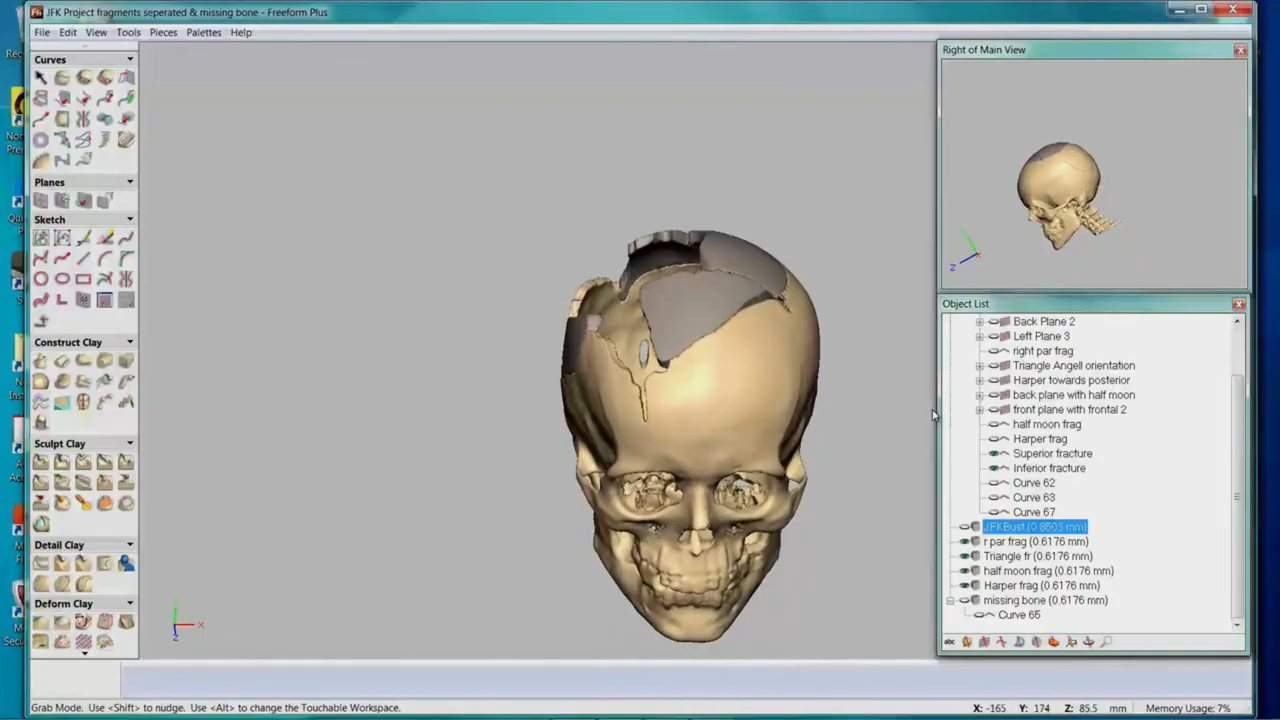 JFK Project fragments seperated & missing bone - Freeform Plus
File Edit View Tools Pieces Palettes Help
Curves
Planes
Sketch
Construct Clay
Sculpt Clay
Detail Clay
Deform Clay
Right of Main View
z
Object List
Back Plane 2
Left Plane 3
right par frag
Triangle Angell orientation
Harper towards posterior
back plane with half moon
front plane with frontal 2
half moon frag
Harper frag
Superior fracture
Inferior fracture
Curve 62
Curve 63
Curve 67
JFKBust (0.8503 mm)
r par frag (0.6176 mm)
Triangle fr (0.6176 mm)
half moon frag (0.6176 mm)
Harper frag (0.6176 mm)
missing bone (0.6176 mm)
Curve 65
abc
x
z
Grab Mode. Use <Shift> to nudge. Use <Alt> to change the Touchable Workspace.
X: -165 Y: 174 Z: 85.5 mm Memory Usage: 7%